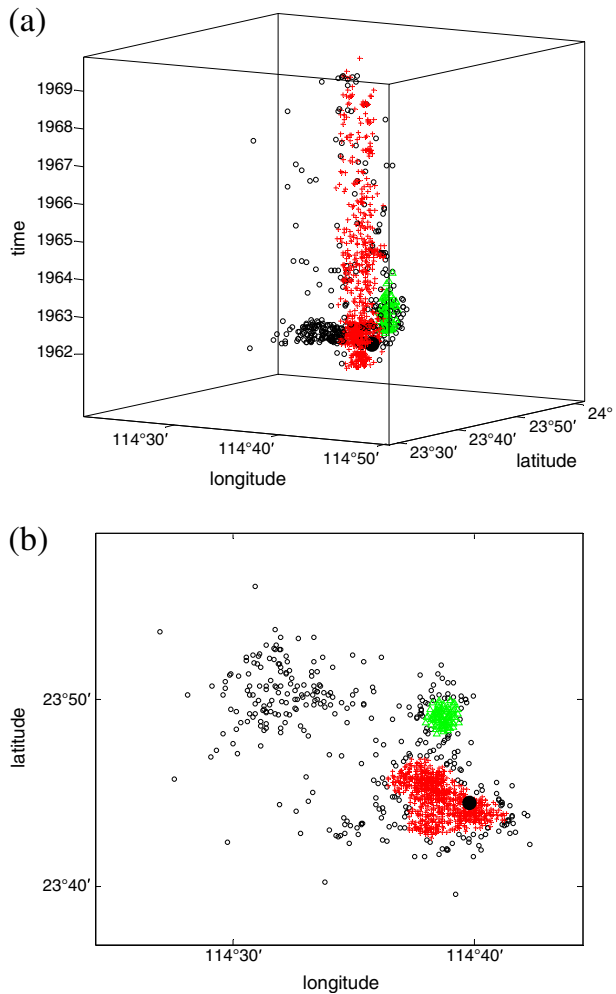 (a)
1969
1968
1967
1966
1965
1964
1963
1962
time
114°30′
114°40′
114°50′
longitude
23°30′
23°40′
23°50′
24°
latitude
(b)
23°50′
23°40′
latitude
114°30′
114°40′
longitude